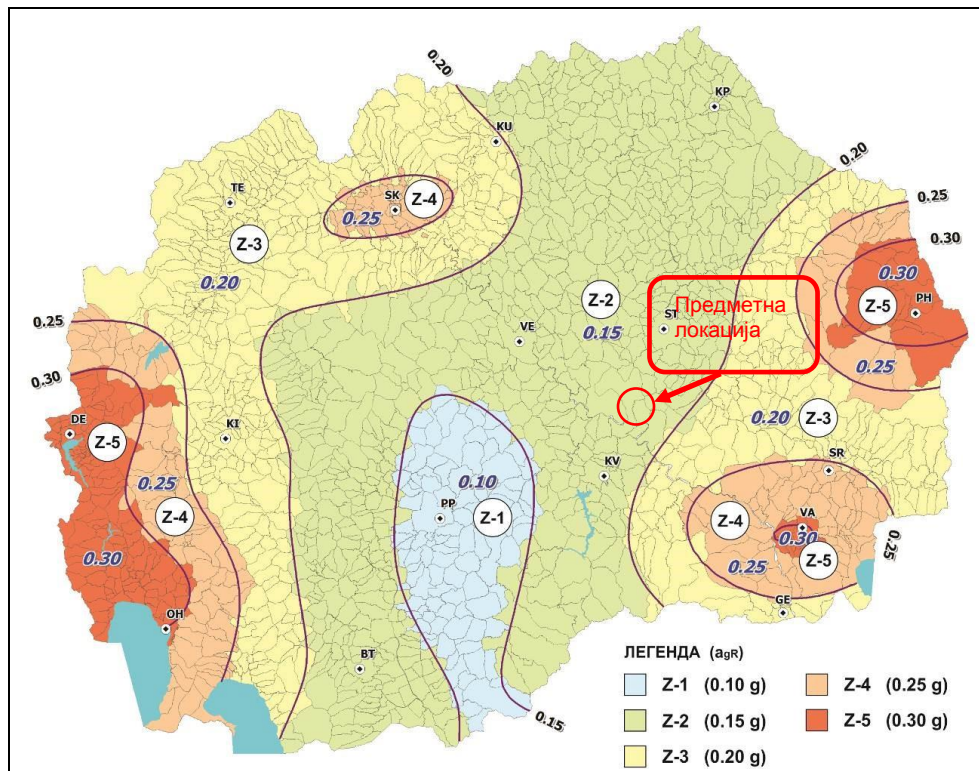 0.20
KP
KU
0.20
TE
SK
Z-4
0.25
0.25
Z-3
0.30
0.20
0.30
Z-5
PH
Z-2
Предметна
локација
ST
0.15
VE
0.25
0.25
0.30
DE
Z-5
KI
0.20
Z-3
0.10
KV
SR
0.25
Z-4
PP
Z-1
Z-4
VA
0.30
0.25
Z-5
0.25
0.30
OH
GE
BT
0.15
ЛЕГЕНДА (agR)
Z-1 (0.10 g)
Z-4 (0.25 g)
Z-2 (0.15 g)
Z-5 (0.30 g)
Z-3 (0.20 g)